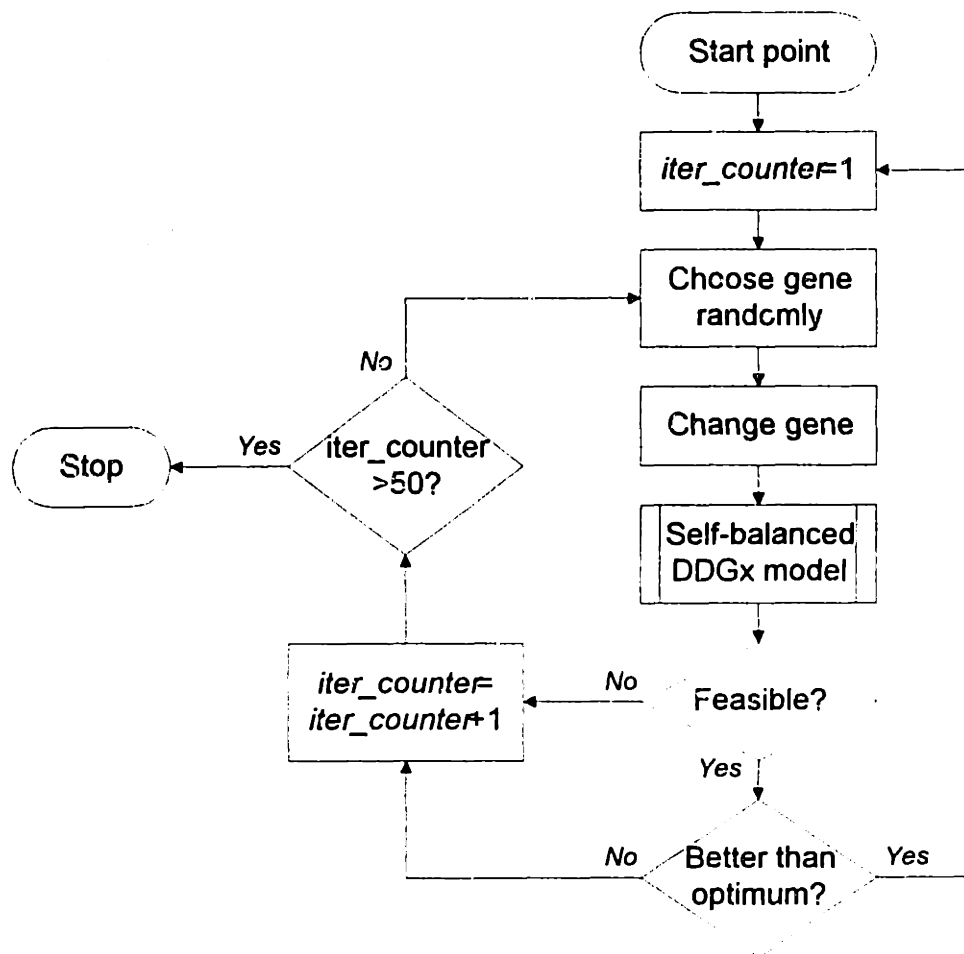 Start point
iter_counter=1
Choose gene
randomly
No
Change gene
Yes
iter_counter
>50?
Stop
Self-balanced
DDGx model
iter_counter=
iter_counter+1
No
Feasible?
Yes
No
Better than
optimum?
Yes